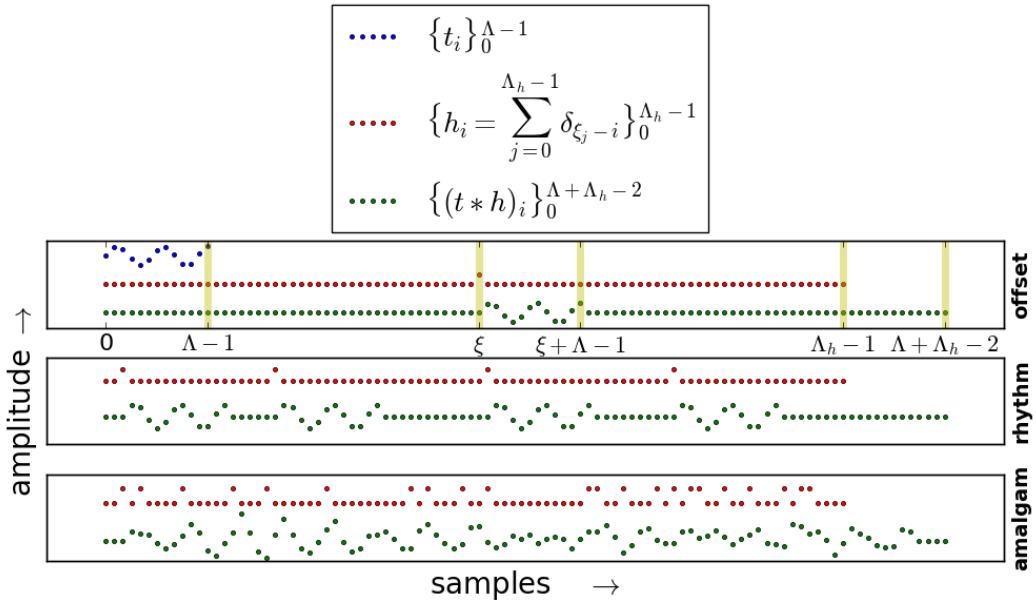 {t_i}_0^{Λ−1}
{h_i = ∑_{j=0}^{Λ_h−1} δ_{ξ_j−i}}_0^{Λ_h−1}
{(t ∗ h)_i}_0^{Λ+Λ_h−2}
offset
0 Λ − 1 ξ ξ + Λ − 1 Λ_h − 1 Λ + Λ_h − 2
rhythm
amplitude →
amalgam
samples →